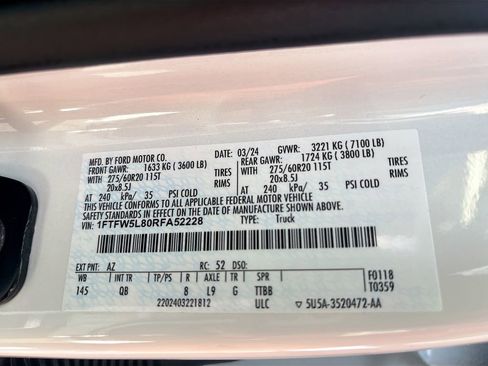 MFD. BY FORD MOTOR CO. DATE: 03/24 GVWR: 3221 KG ( 7100 LB)
FRONT GAWR: 1633 KG ( 3600 LB) REAR GAWR: 1724 KG ( 3800 LB)
WITH 275/60R20 115T TIRES WITH 275/60R20 115T TIRES
20x8.5J RIMS 20x8.5J RIMS
AT 240 kPa/ 35 PSI COLD AT 240 kPa/ 35 PSI COLD
THIS VEHICLE CONFORMS TO ALL APPLICABLE FEDERAL MOTOR VEHICLE
SAFETY STANDARDS IN EFFECT ON THE DATE OF MANUFACTURE SHOWN ABOVE.
VIN: 1FTFW5L80RFA52228 TYPE: Truck
EXT PNT: AZ RC: 52 DSO:
WB INT TR TP/PS R AXLE TR SPR F0118
145 QB 8 L9 G TTBB T0359
2202403221812 ULC ▽ 5U5A-3520472-AA